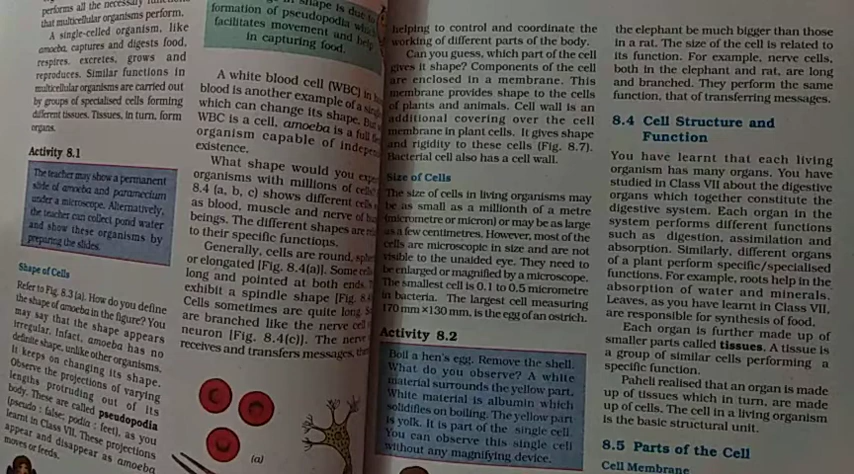 performs all the necessary
that multicellular organisms perform.
A single-celled organism, like
amoeba, captures and digests food,
respires, excretes, grows and
reproduces. Similar functions in
multicellular organisms are carried out
by groups of specialised cells forming
different tissues. Tissues, in turn, form
organs.
Activity 8.1
The teacher may show a permanent
slide of amoeba and paramecium
under a microscope. Alternatively,
the teacher can collect pond water
and show these organisms by
preparing the slides.
Shape of Cells
Refer to Fig. 8.3 (a). How do you define
the shape of amoeba in the figure? You
may say that the shape appears
irregular. Infact, amoeba has no
definite shape, unlike other organisms.
It keeps on changing its shape.
Observe the projections of varying
lengths protruding out of its
body. These are called pseudopodia
(pseudo : false; podia : feet), as you
learnt in Class VII. These projections
appear and disappear as amoeba
moves or feeds.
in shape is due to
formation of pseudopodia
facilitates movement and
in capturing food.
A white blood cell (WBC) in
blood is another example of a
which can change its shape. But
WBC is a cell, amoeba is a full
organism capable of
existence.
What shape would you
organisms with millions of
8.4 (a, b, c) shows different cells
as blood, muscle and nerve of
beings. The different shapes are
to their specific functions.
Generally, cells are round,
or elongated [Fig. 8.4(a)]. Some
long and pointed at both ends.
exhibit a spindle shape [Fig.
Cells sometimes are quite long.
are branched like the nerve cell
neuron [Fig. 8.4(c)]. The nerve
receives and transfers messages,
(a)
helping to control and coordinate the
working of different parts of the body.
Can you guess, which part of the cell
gives it shape? Components of the cell
are enclosed in a membrane. This
membrane provides shape to the cells
of plants and animals. Cell wall is an
additional covering over the cell
membrane in plant cells. It gives shape
and rigidity to these cells (Fig. 8.7).
Bacterial cell also has a cell wall.
Size of Cells
The size of cells in living organisms may
be as small as a millionth of a metre
(micrometre or micron) or may be as large
as a few centimetres. However, most of the
cells are microscopic in size and are not
visible to the unaided eye. They need to
be enlarged or magnified by a microscope.
The smallest cell is 0.1 to 0.5 micrometre
in bacteria. The largest cell measuring
170 mm ×130 mm, is the egg of an ostrich.
Activity 8.2
Boil a hen's egg. Remove the shell.
What do you observe? A white
material surrounds the yellow part.
White material is albumin which
solidifies on boiling. The yellow part
is yolk. It is part of the single cell.
You can observe this single cell
without any magnifying device.
the elephant be much bigger than those
in a rat. The size of the cell is related to
its function. For example, nerve cells,
both in the elephant and rat, are long
and branched. They perform the same
function, that of transferring messages.
8.4 Cell Structure and
Function
You have learnt that each living
organism has many organs. You have
studied in Class VII about the digestive
organs which together constitute the
digestive system. Each organ in the
system performs different functions
such as digestion, assimilation and
absorption. Similarly, different organs
of a plant perform specific/specialised
functions. For example, roots help in the
absorption of water and minerals.
Leaves, as you have learnt in Class VII,
are responsible for synthesis of food.
Each organ is further made up of
smaller parts called tissues. A tissue is
a group of similar cells performing a
specific function.
Paheli realised that an organ is made
up of tissues which in turn, are made
up of cells. The cell in a living organism
is the basic structural unit.
8.5 Parts of the Cell
Cell Membrane